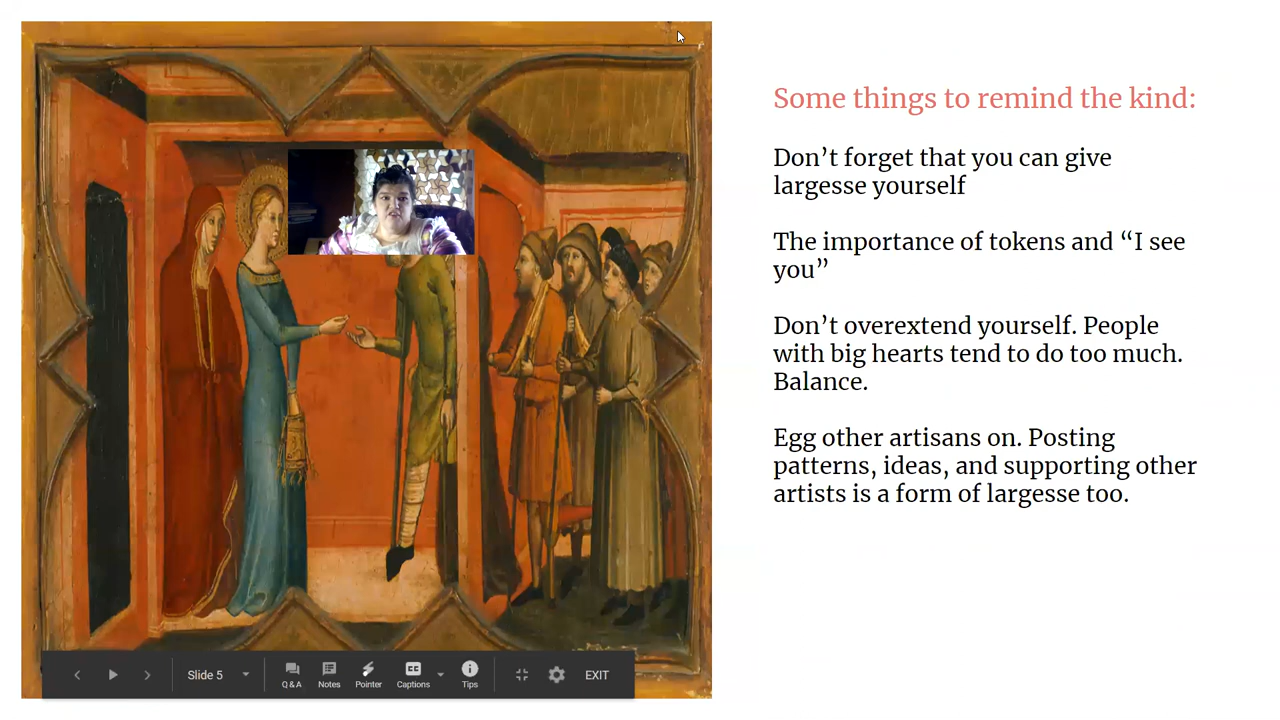 Some things to remind the kind:
Don’t forget that you can give
largesse yourself
The importance of tokens and “I see
you”
Don’t overextend yourself. People
with big hearts tend to do too much.
Balance.
Egg other artisans on. Posting
patterns, ideas, and supporting other
artists is a form of largesse too.
Slide 5
Q & A
Notes
Pointer
CC
Captions
Tips
EXIT